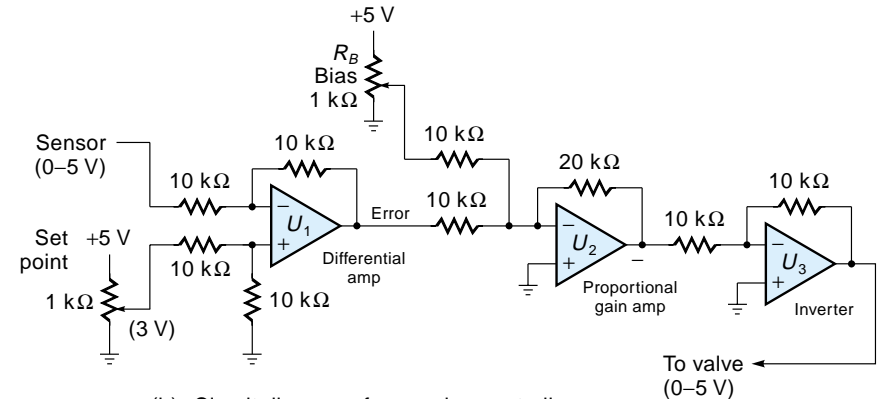 +5 V
R_B
Bias
1 kΩ
Sensor
(0–5 V)
10 kΩ
10 kΩ
10 kΩ
20 kΩ
10 kΩ
−
U1
+
Error
10 kΩ
−
U2
+
−
10 kΩ
−
U3
+
Set
point
+5 V
10 kΩ
Differential
amp
1 kΩ
(3 V)
10 kΩ
Proportional
gain amp
Inverter
To valve
(0–5 V)